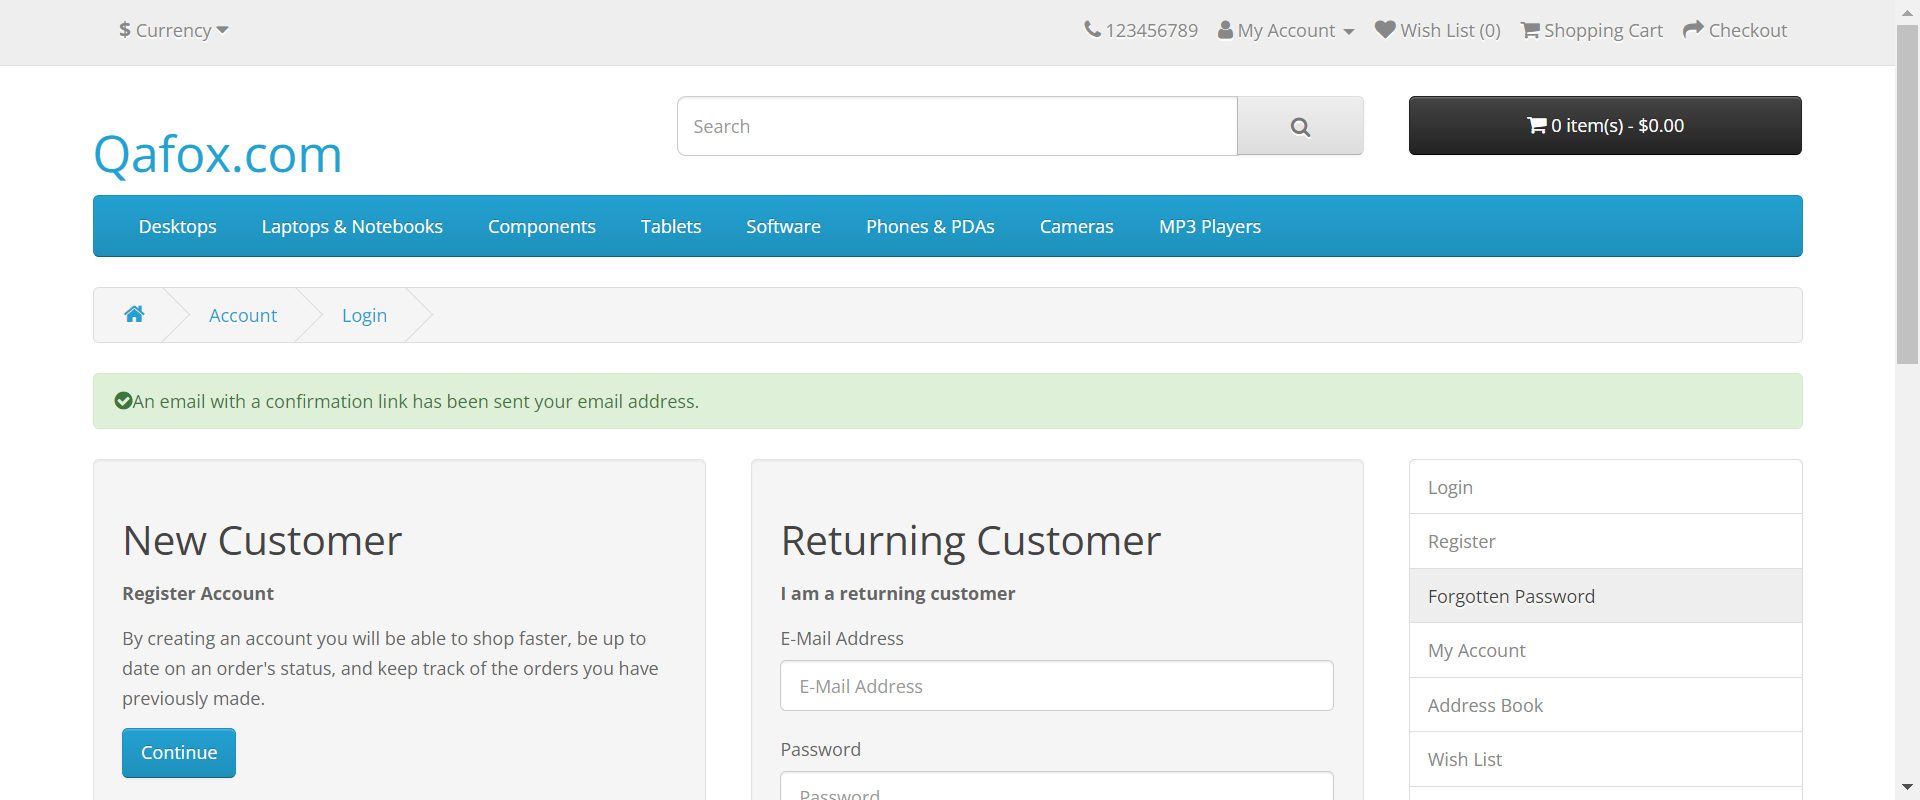 $ Currency
123456789 My Account Wish List (0) Shopping Cart Checkout
Qafox.com
Search
0 item(s) - $0.00
Desktops Laptops & Notebooks Components Tablets Software Phones & PDAs Cameras MP3 Players
Account Login
An email with a confirmation link has been sent your email address.
New Customer
Register Account
By creating an account you will be able to shop faster, be up to
date on an order's status, and keep track of the orders you have
previously made.
Continue
Returning Customer
I am a returning customer
E-Mail Address
E-Mail Address
Password
Password
Login
Register
Forgotten Password
My Account
Address Book
Wish List